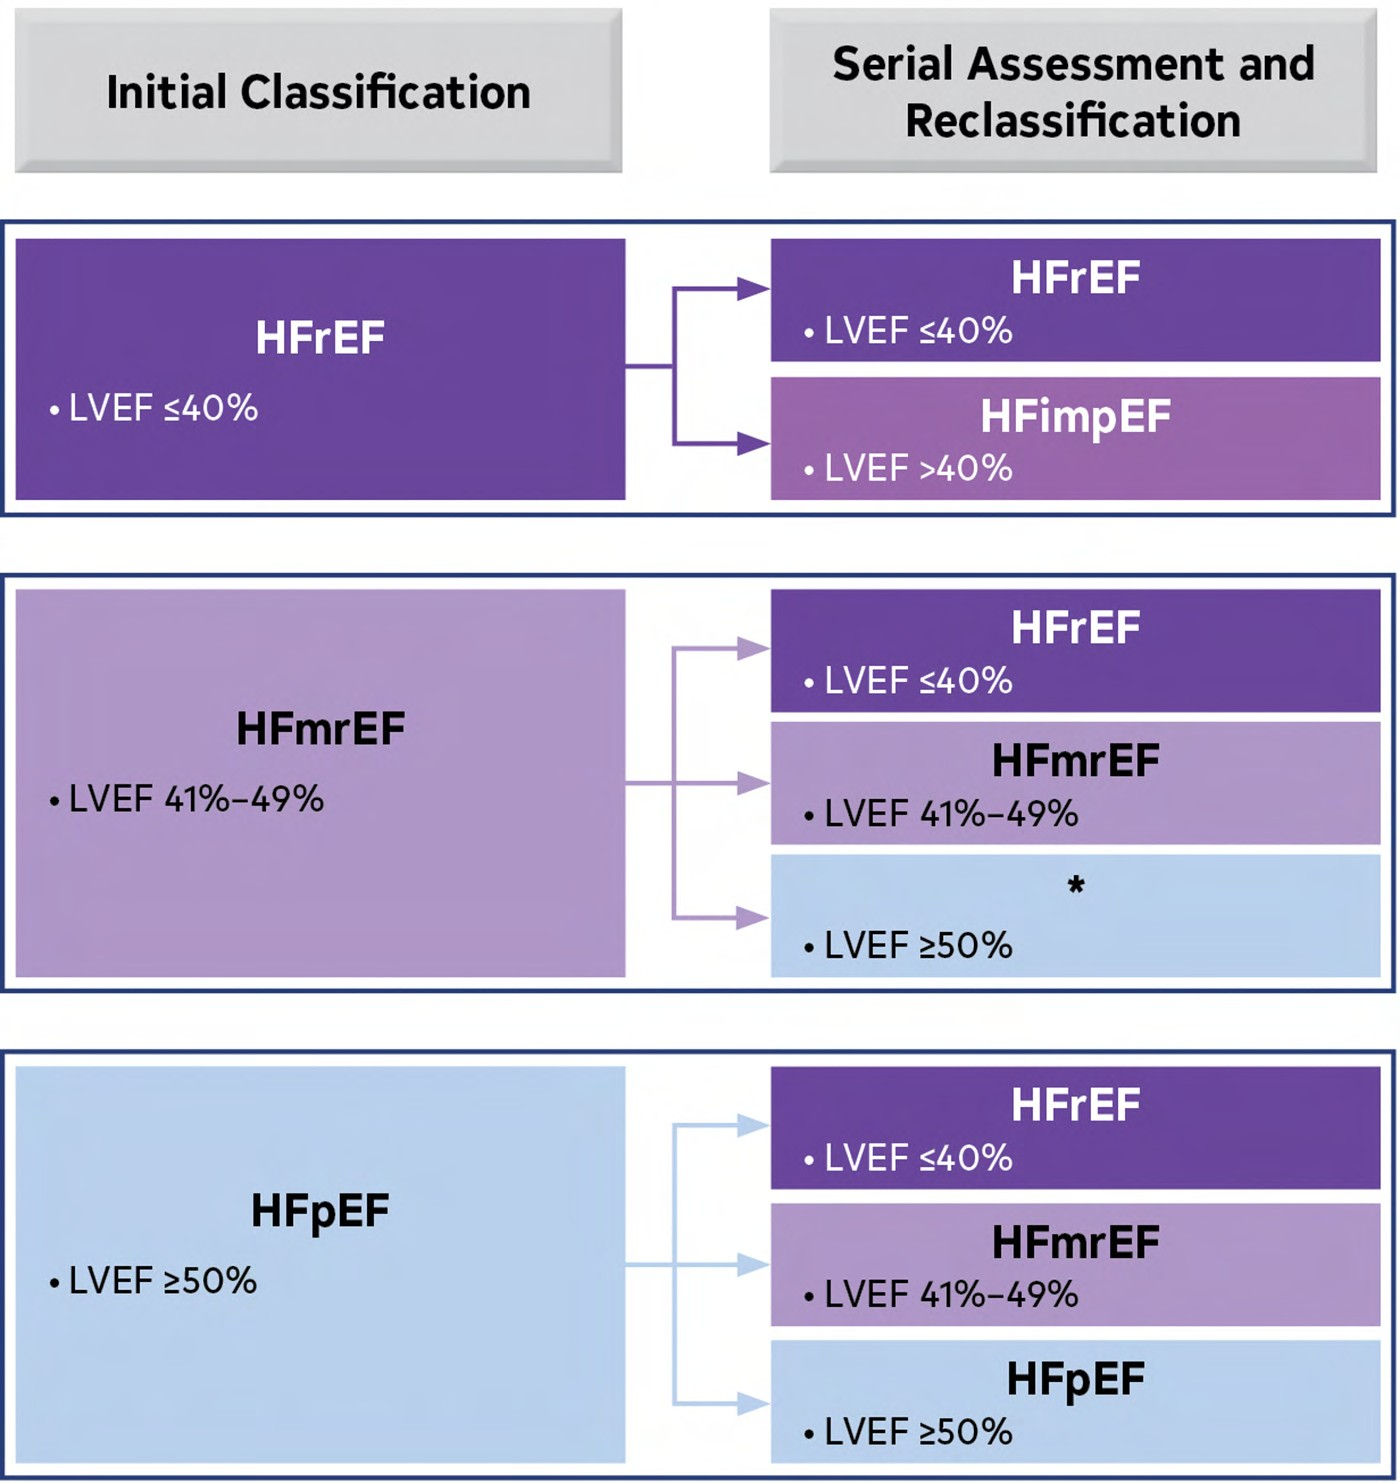 Initial Classification
Serial Assessment and
Reclassification
HFrEF
• LVEF ≤40%
HFrEF
• LVEF ≤40%
HFimpEF
• LVEF >40%
HFmrEF
• LVEF 41%–49%
HFrEF
• LVEF ≤40%
HFmrEF
• LVEF 41%–49%
*
• LVEF ≥50%
HFpEF
• LVEF ≥50%
HFrEF
• LVEF ≤40%
HFmrEF
• LVEF 41%–49%
HFpEF
• LVEF ≥50%